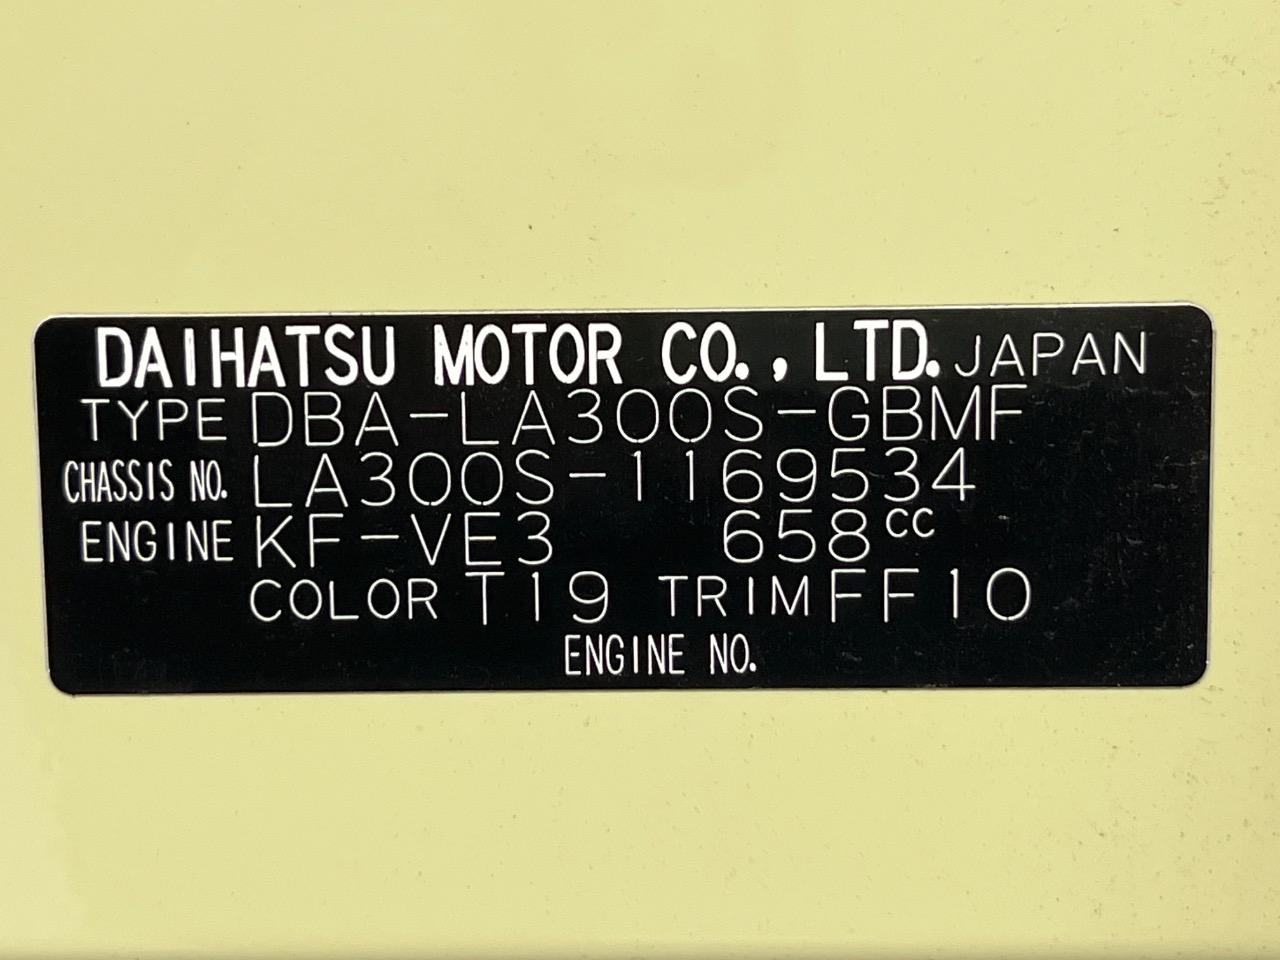 DAIHATSU MOTOR CO., LTD. JAPAN
TYPE DBA-LA300S-GBMF
CHASSIS NO. LA300S-1169534
ENGINE KF-VE3 658cc
COLOR T19 TRIM FF10
ENGINE NO.